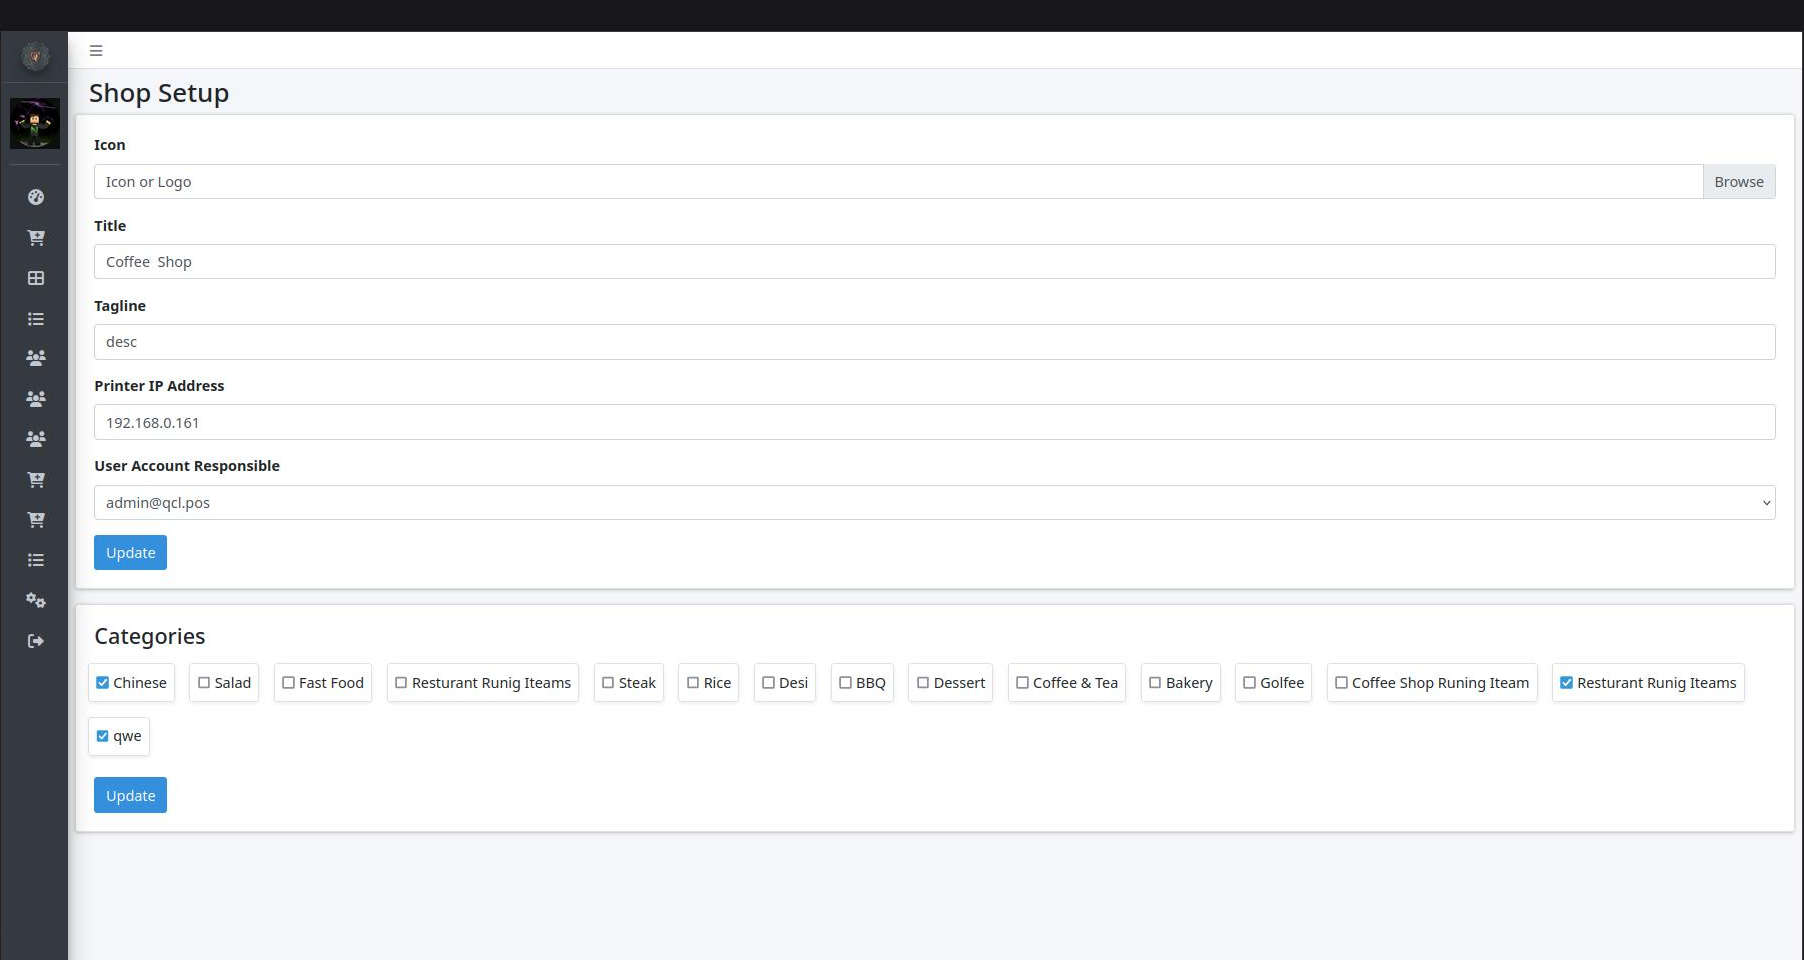 Shop Setup
Icon
Icon or Logo Browse
Title
Coffee  Shop
Tagline
desc
Printer IP Address
192.168.0.161
User Account Responsible
admin@qcl.pos
Update
Categories
Chinese Salad Fast Food Resturant Runig Iteams Steak Rice Desi BBQ Dessert Coffee & Tea Bakery Golfee Coffee Shop Runing Iteam Resturant Runig Iteams
qwe
Update